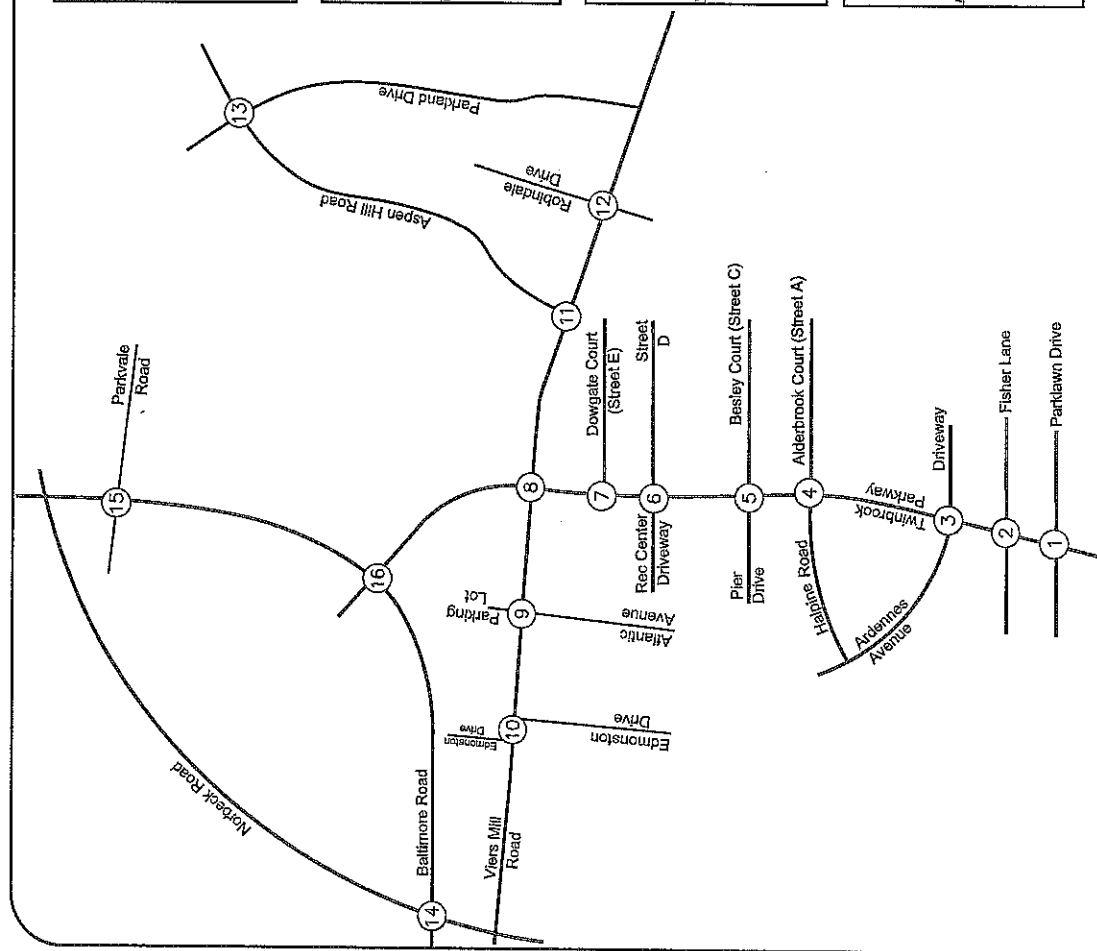 13
Parkland Drive
Aspen Hill Road
Robindale
Drive
12
11
Parkvale
Road
15
Norbeck Road
16
8
Dowgate Court
(Street E)
7
Street
D
6
Rec Center
Driveway
Besley Court (Street C)
5
Pier
Drive
Alderbrook Court (Street A)
4
Halpine Road
Twinbrook
Parkway
Driveway
3
Ardennes
Avenue
Fisher Lane
2
Parklawn Drive
1
Parking
Lot
9
Atlantic
Avenue
10
Edmonston
Drive
Edmonston
Drive
Baltimore Road
14
Viers Mill
Road